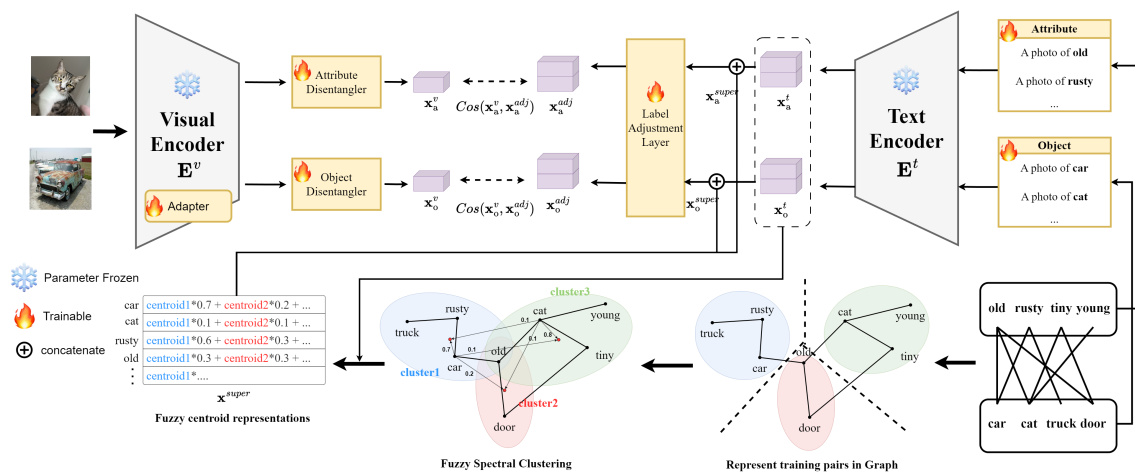 Visual
Encoder
E^v
Adapter
Attribute
Disentangler
Object
Disentangler
x_a^v
Cos(x_a^v, x_a^adj)
x_a^adj
x_o^v
Cos(x_o^v, x_o^adj)
x_o^adj
Label
Adjustment
Layer
x_a^super
x_o^super
x_a^t
x_o^t
Text
Encoder
E^t
Attribute
A photo of old
A photo of rusty
...
Object
A photo of car
A photo of cat
...
Parameter Frozen
Trainable
concatenate
car centroid1*0.7 + centroid2*0.2 + ...
cat centroid1*0.1 + centroid2*0.1 + ...
rusty centroid1*0.6 + centroid2*0.3 + ...
old centroid1*0.3 + centroid2*0.3 + ...
⋮ centroid1*....
x^super
Fuzzy centroid representations
cluster3
rusty
cat
truck
young
0.1
0.8
0.7
0.1
0.1
old
tiny
car
0.2
cluster1
cluster2
door
Fuzzy Spectral Clustering
rusty
cat
truck
young
old
tiny
car
door
Represent training pairs in Graph
old rusty tiny young
car cat truck door